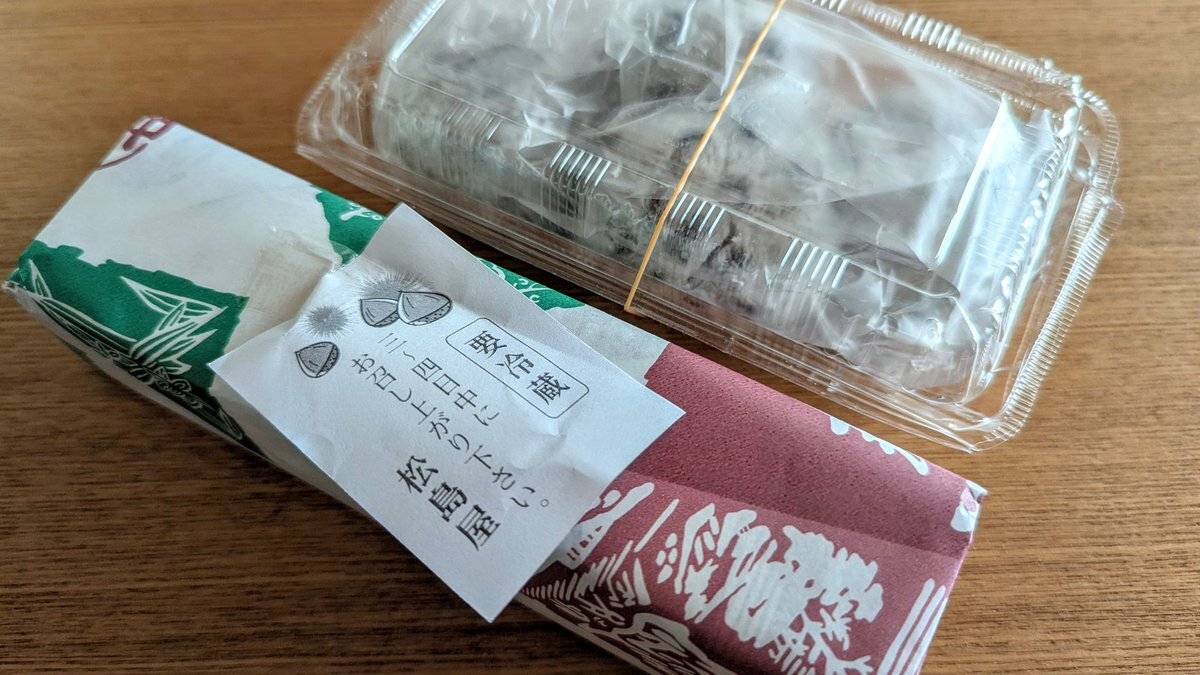 要冷蔵
三、四日中に
お召し上がり下さい。
松島屋